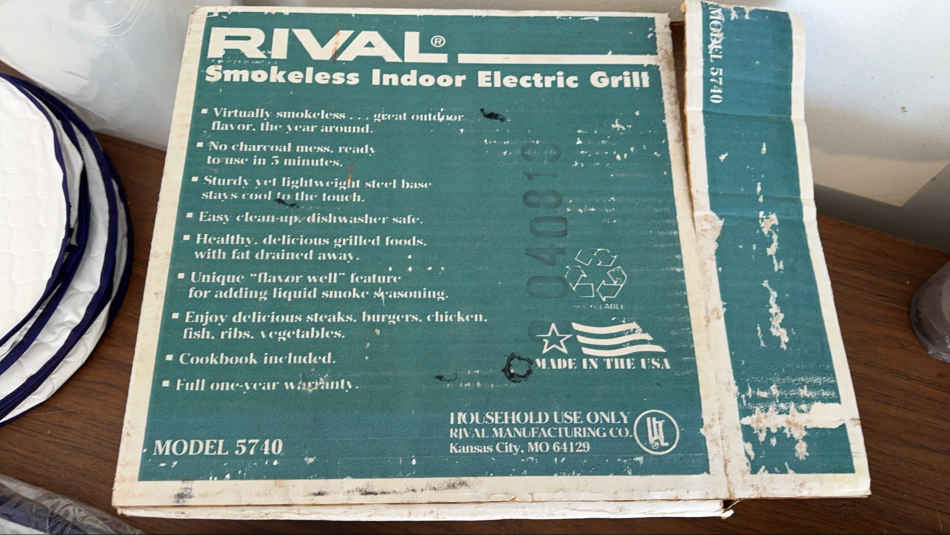 RIVAL®
Smokeless Indoor Electric Grill
▪ Virtually smokeless . . . great outdoor
flavor, the year around.
▪ No charcoal mess, ready
to use in 5 minutes.
▪ Sturdy yet lightweight steel base
stays cool to the touch.
▪ Easy clean-up, dishwasher safe.
▪ Healthy, delicious grilled foods,
with fat drained away.
▪ Unique "flavor well" feature
for adding liquid smoke seasoning.
▪ Enjoy delicious steaks, burgers, chicken,
fish, ribs, vegetables.
▪ Cookbook included.
▪ Full one-year warranty.
MADE IN THE USA
MODEL 5740
HOUSEHOLD USE ONLY
RIVAL MANUFACTURING CO.
Kansas City, MO 64129
UL
MODEL 5740